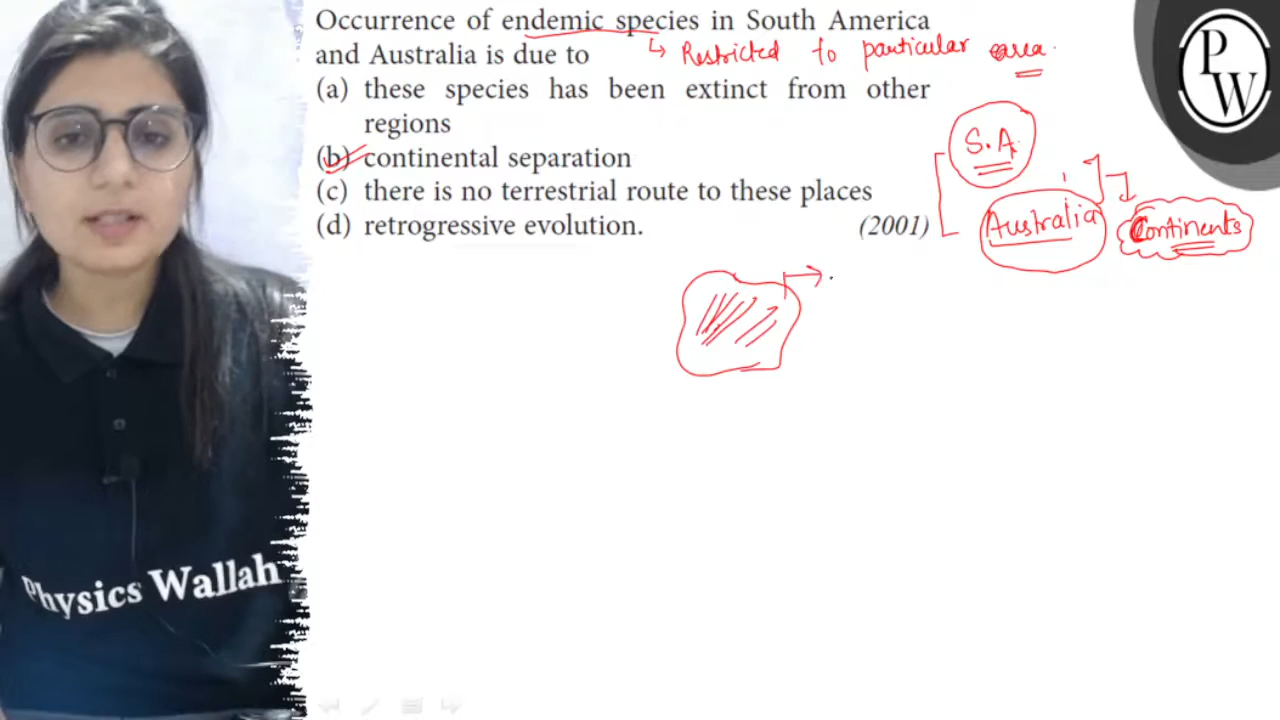 Occurrence of endemic species in South America
and Australia is due to
↳ Restricted to particular area.
(a) these species has been extinct from other
regions
(b) continental separation
(c) there is no terrestrial route to these places
(d) retrogressive evolution. (2001)
S.A.
Australia
Continents
PW
Physics Wallah